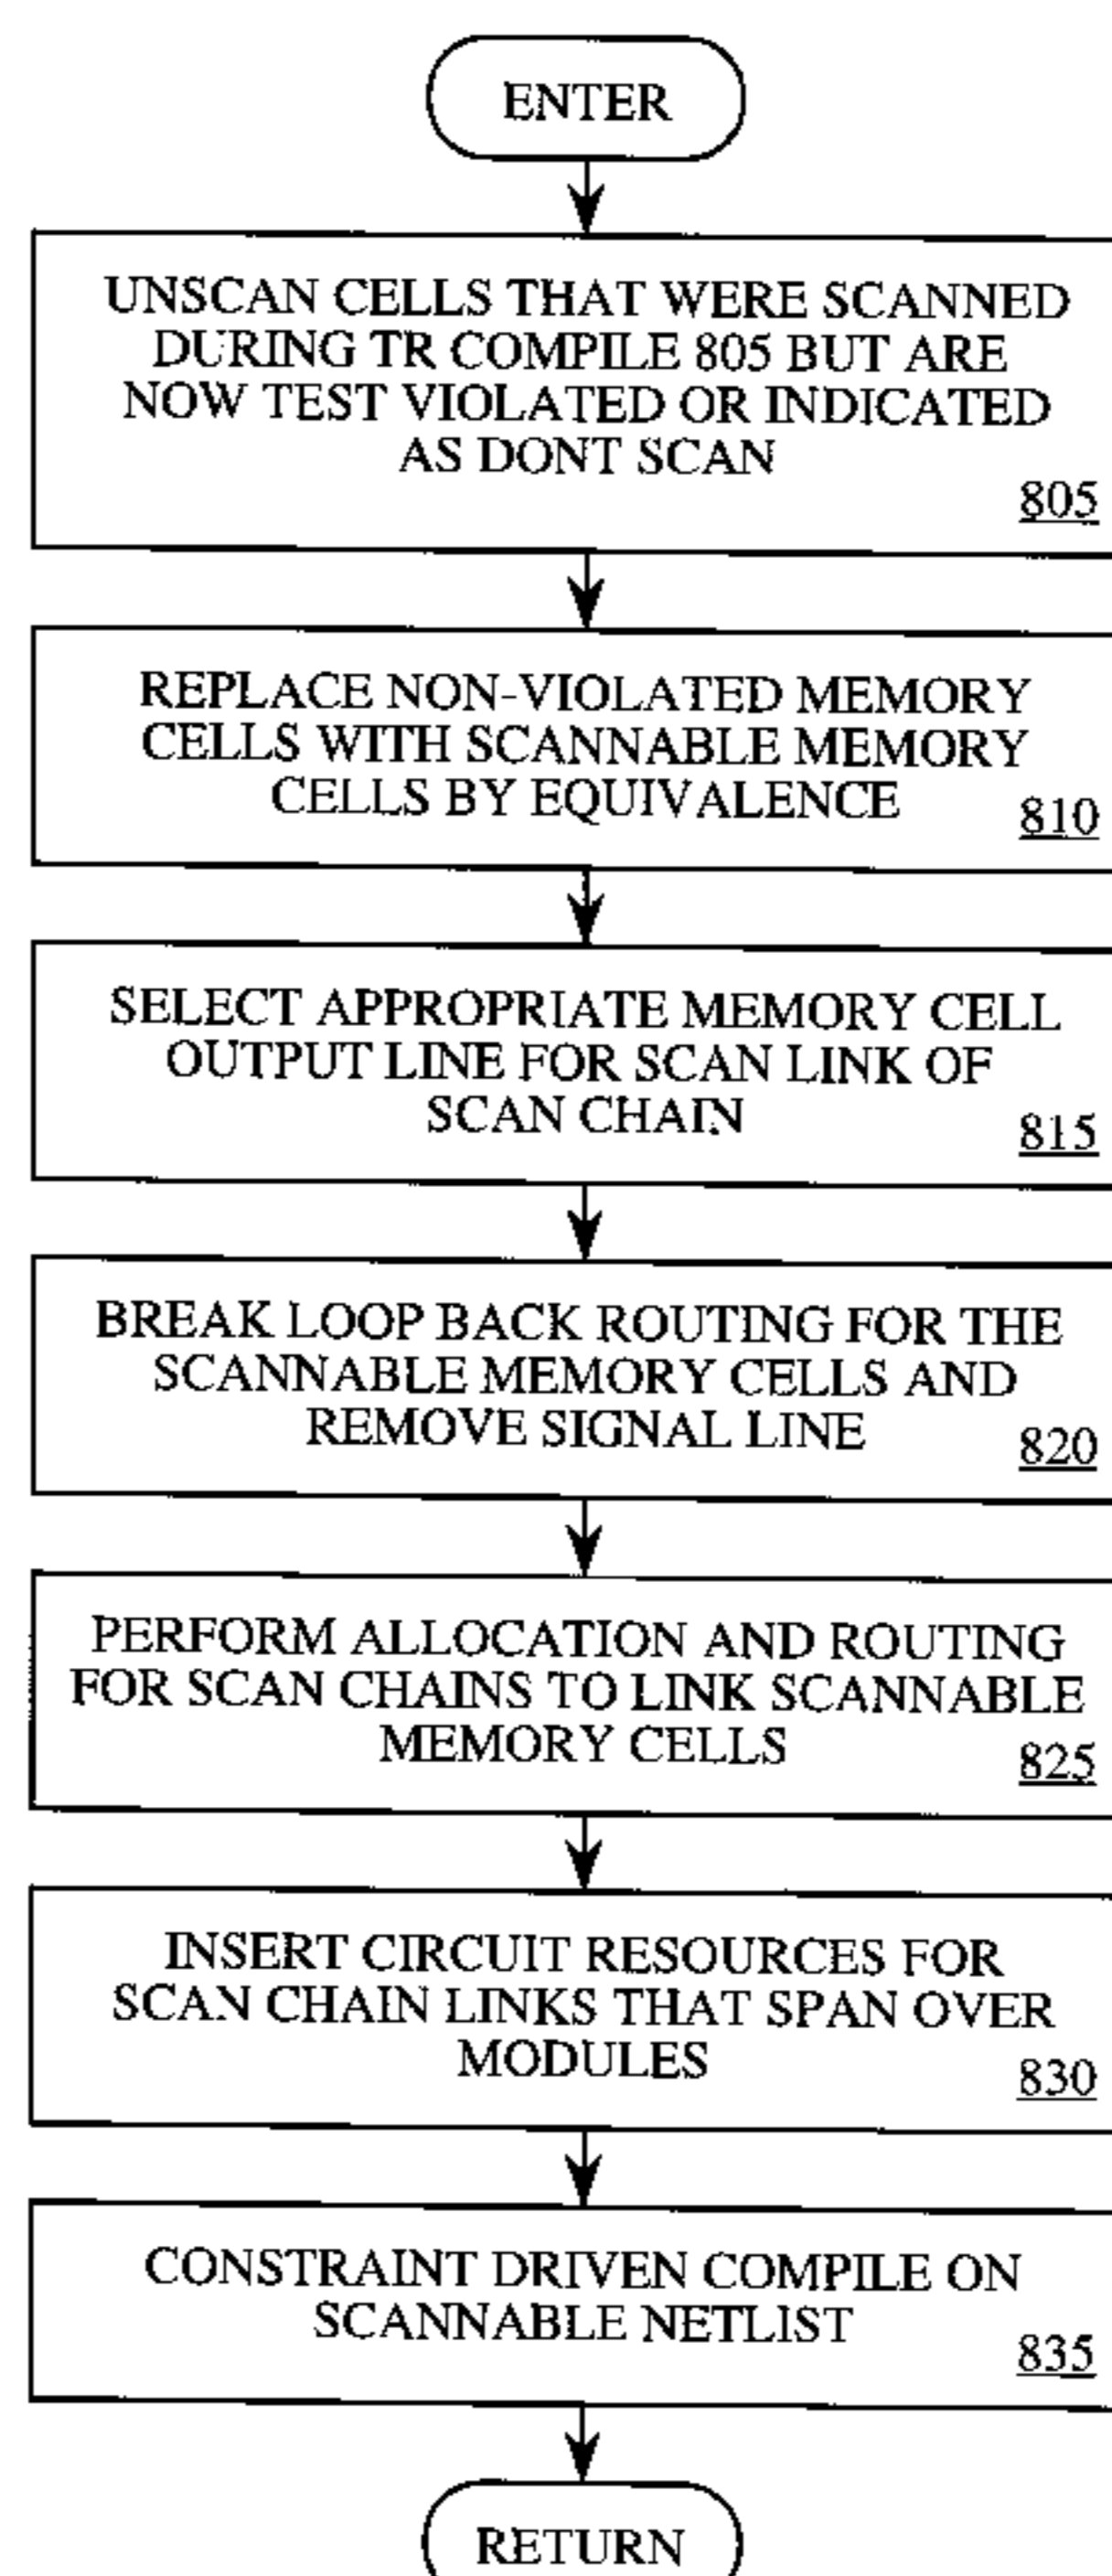 ENTER
UNSCAN CELLS THAT WERE SCANNED
DURING TR COMPILE 805 BUT ARE
NOW TEST VIOLATED OR INDICATED
AS DONT SCAN
805
REPLACE NON-VIOLATED MEMORY
CELLS WITH SCANNABLE MEMORY
CELLS BY EQUIVALENCE
810
SELECT APPROPRIATE MEMORY CELL
OUTPUT LINE FOR SCAN LINK OF
SCAN CHAIN
815
BREAK LOOP BACK ROUTING FOR THE
SCANNABLE MEMORY CELLS AND
REMOVE SIGNAL LINE
820
PERFORM ALLOCATION AND ROUTING
FOR SCAN CHAINS TO LINK SCANNABLE
MEMORY CELLS
825
INSERT CIRCUIT RESOURCES FOR
SCAN CHAIN LINKS THAT SPAN OVER
MODULES
830
CONSTRAINT DRIVEN COMPILE ON
SCANNABLE NETLIST
835
RETURN